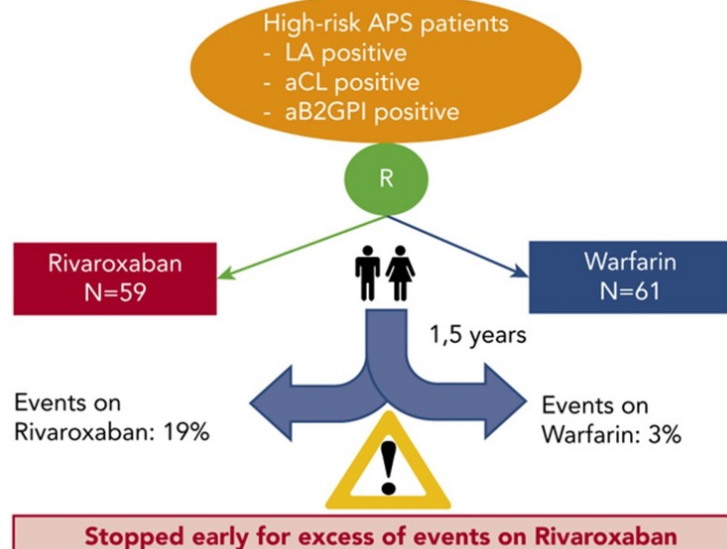 High-risk APS patients
- LA positive
- aCL positive
- aB2GPI positive
R
Rivaroxaban
N=59
Warfarin
N=61
1,5 years
Events on
Rivaroxaban: 19%
Events on
Warfarin: 3%
!
Stopped early for excess of events on Rivaroxaban